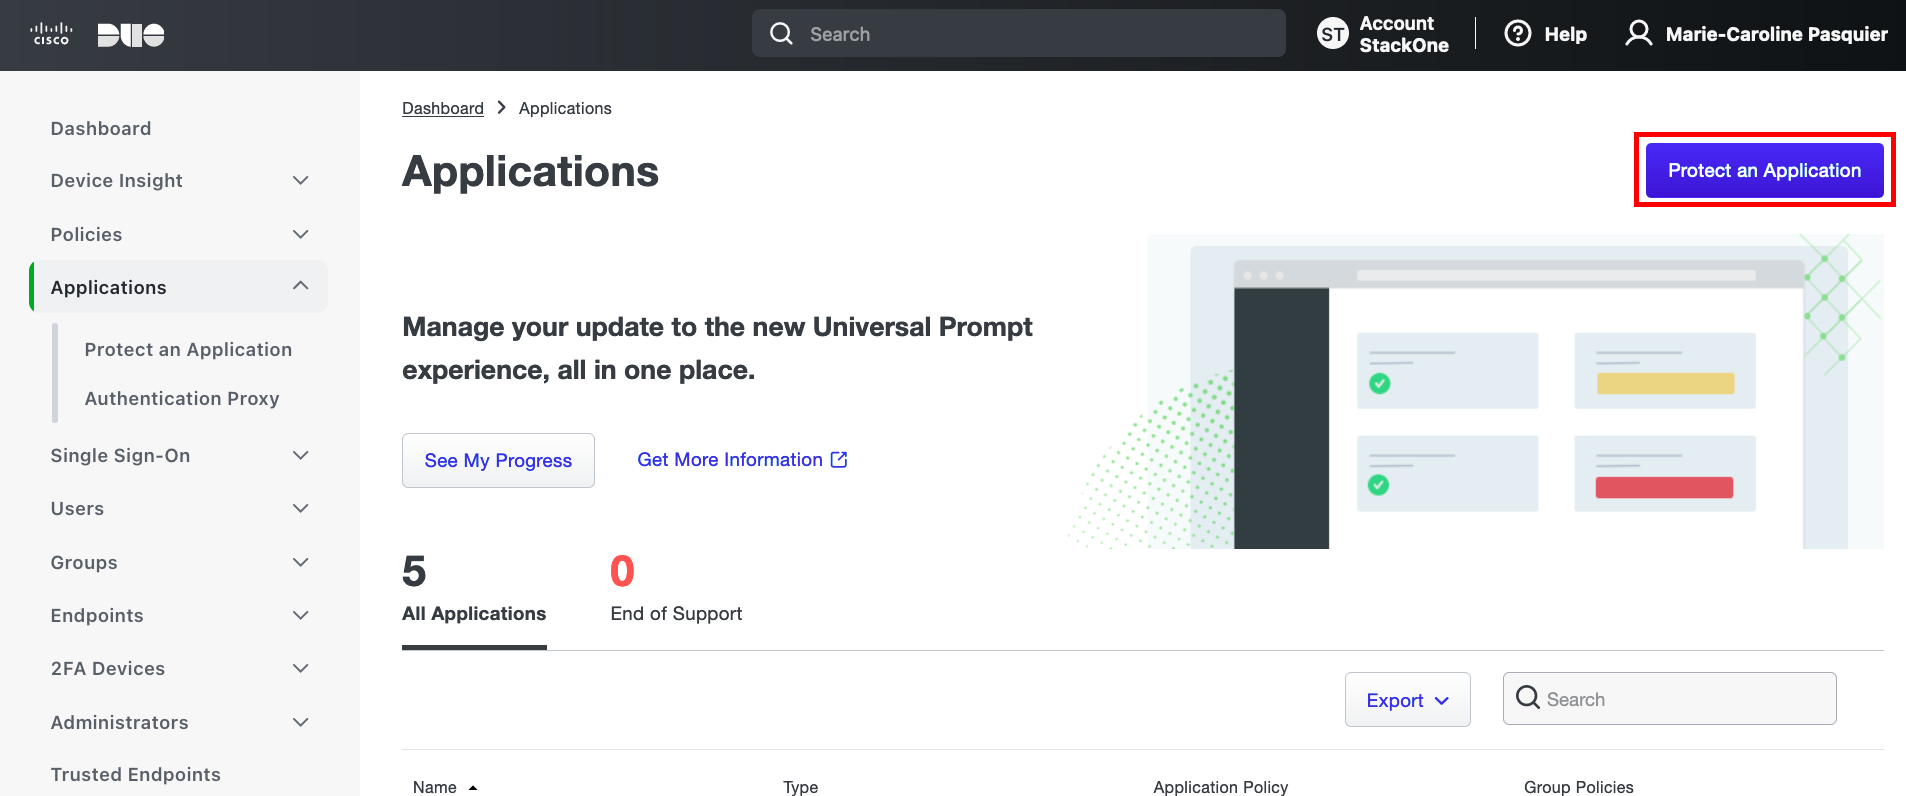 CISCO DUO
Search
ST
Account
StackOne
Help
Marie-Caroline Pasquier
Dashboard
Device Insight
Policies
Applications
Protect an Application
Authentication Proxy
Single Sign-On
Users
Groups
Endpoints
2FA Devices
Administrators
Trusted Endpoints
Dashboard > Applications
Applications
Protect an Application
Manage your update to the new Universal Prompt
experience, all in one place.
See My Progress
Get More Information
5
All Applications
0
End of Support
Export
Search
Name
Type
Application Policy
Group Policies